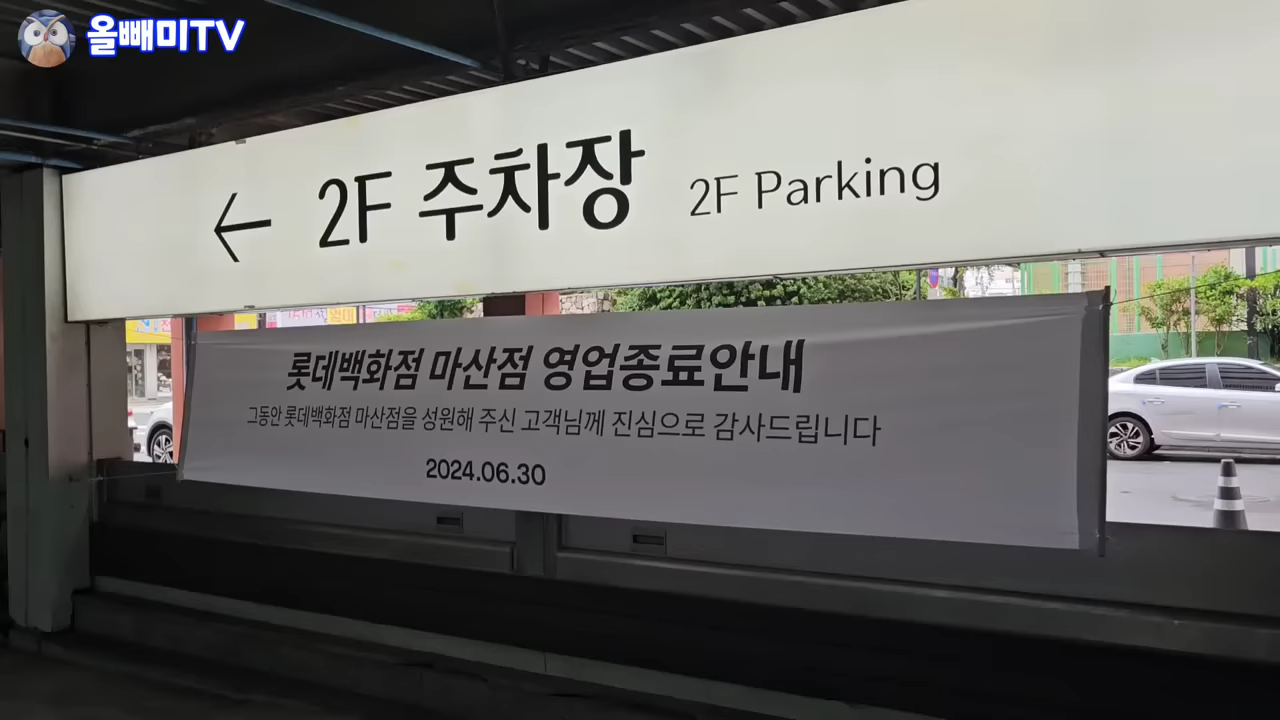 올빼미TV
← 2F 주차장 2F Parking
롯데백화점 마산점 영업종료안내
그동안 롯데백화점 마산점을 성원해 주신 고객님께 진심으로 감사드립니다
2024.06.30